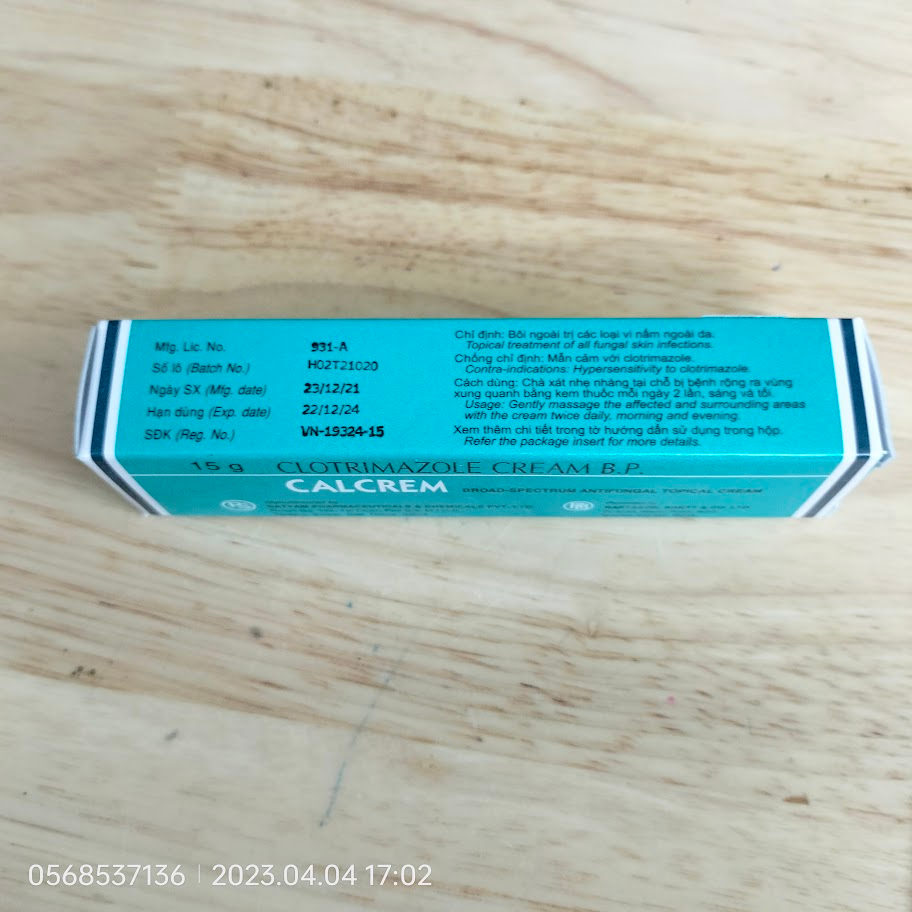 Mfg. Lic. No. 931-A
Số lô (Batch No.) H02T21020
Ngày SX (Mfg. date) 23/12/21
Hạn dùng (Exp. date) 22/12/24
SĐK (Reg. No.) VN-19324-15
Chỉ định: Bôi ngoài trị các loại vi nấm ngoài da.
Topical treatment of all fungal skin infections.
Chống chỉ định: Mẫn cảm với clotrimazole.
Contra-indications: Hypersensitivity to clotrimazole.
Cách dùng: Chà xát nhẹ nhàng tại chỗ bị bệnh rộng ra vùng
xung quanh bằng kem thuốc mỗi ngày 2 lần, sáng và tối.
Usage: Gently massage the affected and surrounding areas
with the cream twice daily, morning and evening.
Xem thêm chi tiết trong tờ hướng dẫn sử dụng trong hộp.
Refer the package insert for more details.
15 g CLOTRIMAZOLE CREAM B.P.
CALCREM BROAD-SPECTRUM ANTIFUNGAL TOPICAL CREAM
PHARMACEUTICALS & CHEMICALS PVT. LTD.
0568537136 | 2023.04.04 17:02